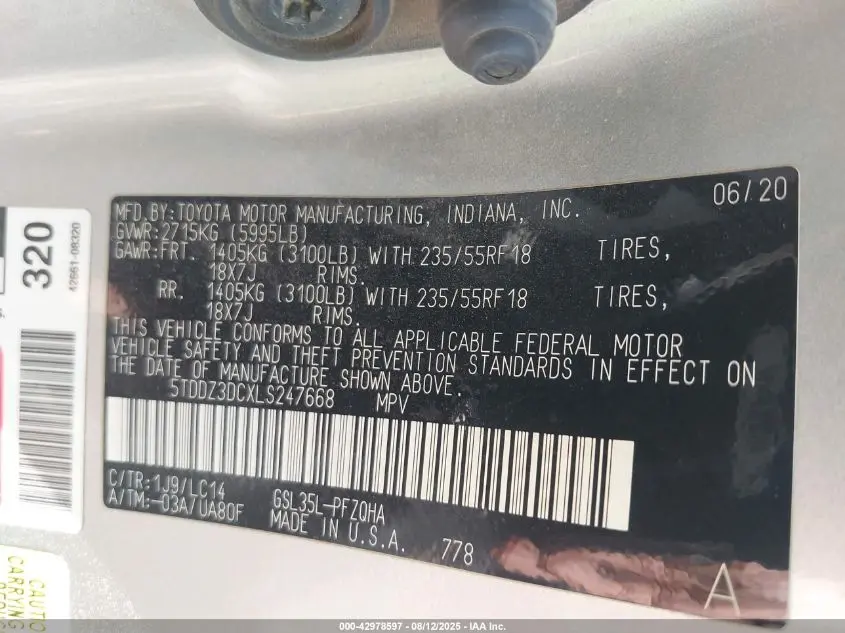 06/20
MFD.BY:TOYOTA MOTOR MANUFACTURING, INDIANA, INC.
GVWR:2715KG (5995LB)
GAWR:FRT. 1405KG (3100LB) WITH 235/55RF18 TIRES,
18X7J RIMS.
RR. 1405KG (3100LB) WITH 235/55RF18 TIRES,
18X7J RIMS.
THIS VEHICLE CONFORMS TO ALL APPLICABLE FEDERAL MOTOR
VEHICLE SAFETY AND THEFT PREVENTION STANDARDS IN EFFECT ON
THE DATE OF MANUFACTURE SHOWN ABOVE.
5TDDZ3DCXLS247668 MPV
C/TR:1J9/LC14 GSL35L-PFZQHA
A/TM:-03A/UA80F MADE IN U.S.A. 778
A
320
42661-08320
CARRYING
000-42978597 - 08/12/2025 - IAA Inc.